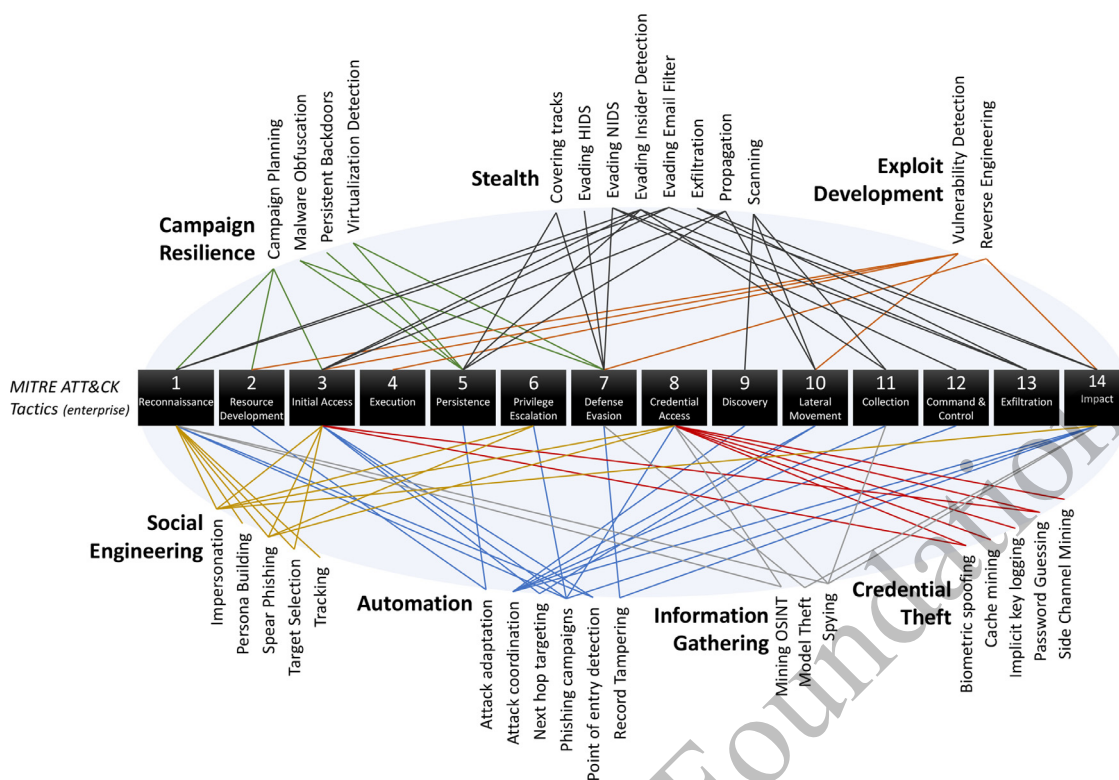 Campaign Planning
Malware Obfuscation
Persistent Backdoors
Virtualization Detection
Campaign
Resilience
Covering tracks
Evading HIDS
Evading NIDS
Evading Insider Detection
Evading Email Filter
Exfiltration
Propagation
Scanning
Stealth
Vulnerability Detection
Reverse Engineering
Exploit
Development
MITRE ATT&CK
Tactics (enterprise)
1
Reconnaissance
2
Resource
Development
3
Initial Access
4
Execution
5
Persistence
6
Privilege
Escalation
7
Defense
Evasion
8
Credential
Access
9
Discovery
10
Lateral
Movement
11
Collection
12
Command &
Control
13
Exfiltration
14
Impact
Social
Engineering
Impersonation
Persona Building
Spear Phishing
Target Selection
Tracking
Automation
Attack adaptation
Attack coordination
Next hop targeting
Phishing campaigns
Point of entry detection
Record Tampering
Information
Gathering
Mining OSINT
Model Theft
Spying
Credential
Theft
Biometric spoofing
Cache mining
Implicit key logging
Password Guessing
Side Channel Mining
Foundation